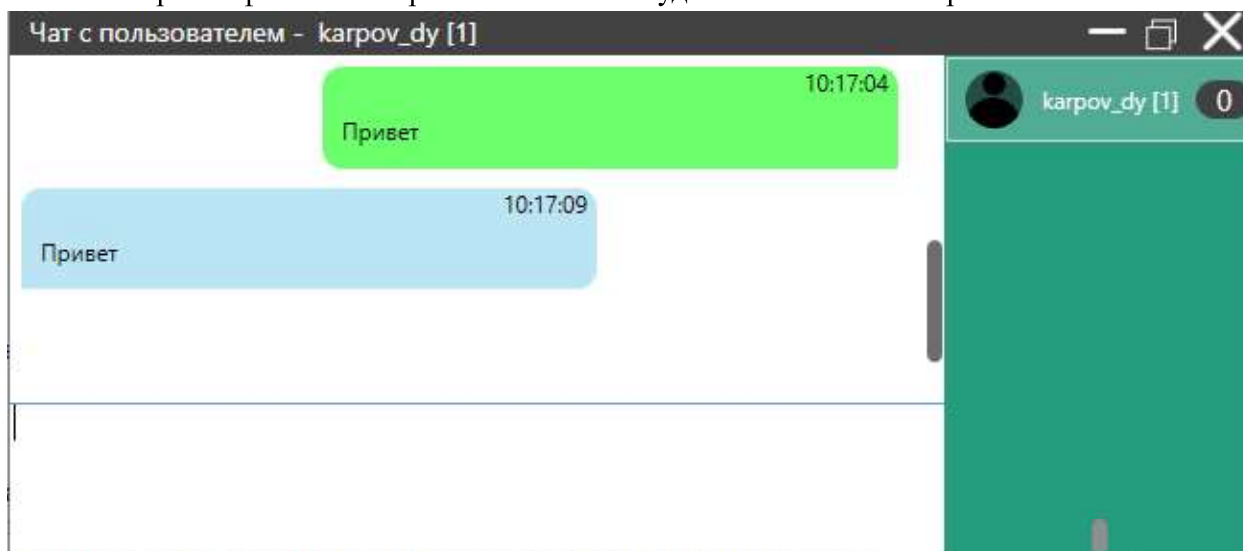 Чат с пользователем - karpov_dy [1]
10:17:04
karpov_dy [1] 0
Привет
10:17:09
Привет